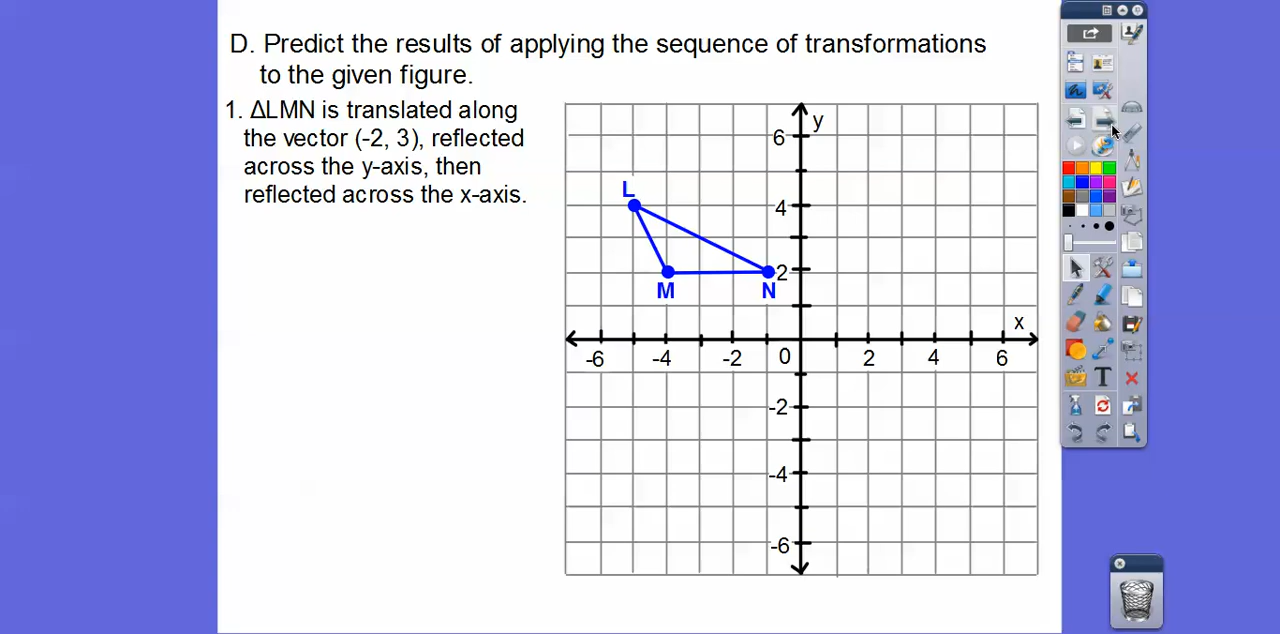 D. Predict the results of applying the sequence of transformations
to the given figure.
1. ΔLMN is translated along
the vector (-2, 3), reflected
across the y-axis, then
reflected across the x-axis.
y
6
L
4
2
M
N
x
-6 -4 -2 0 2 4 6
-2
-4
-6
T